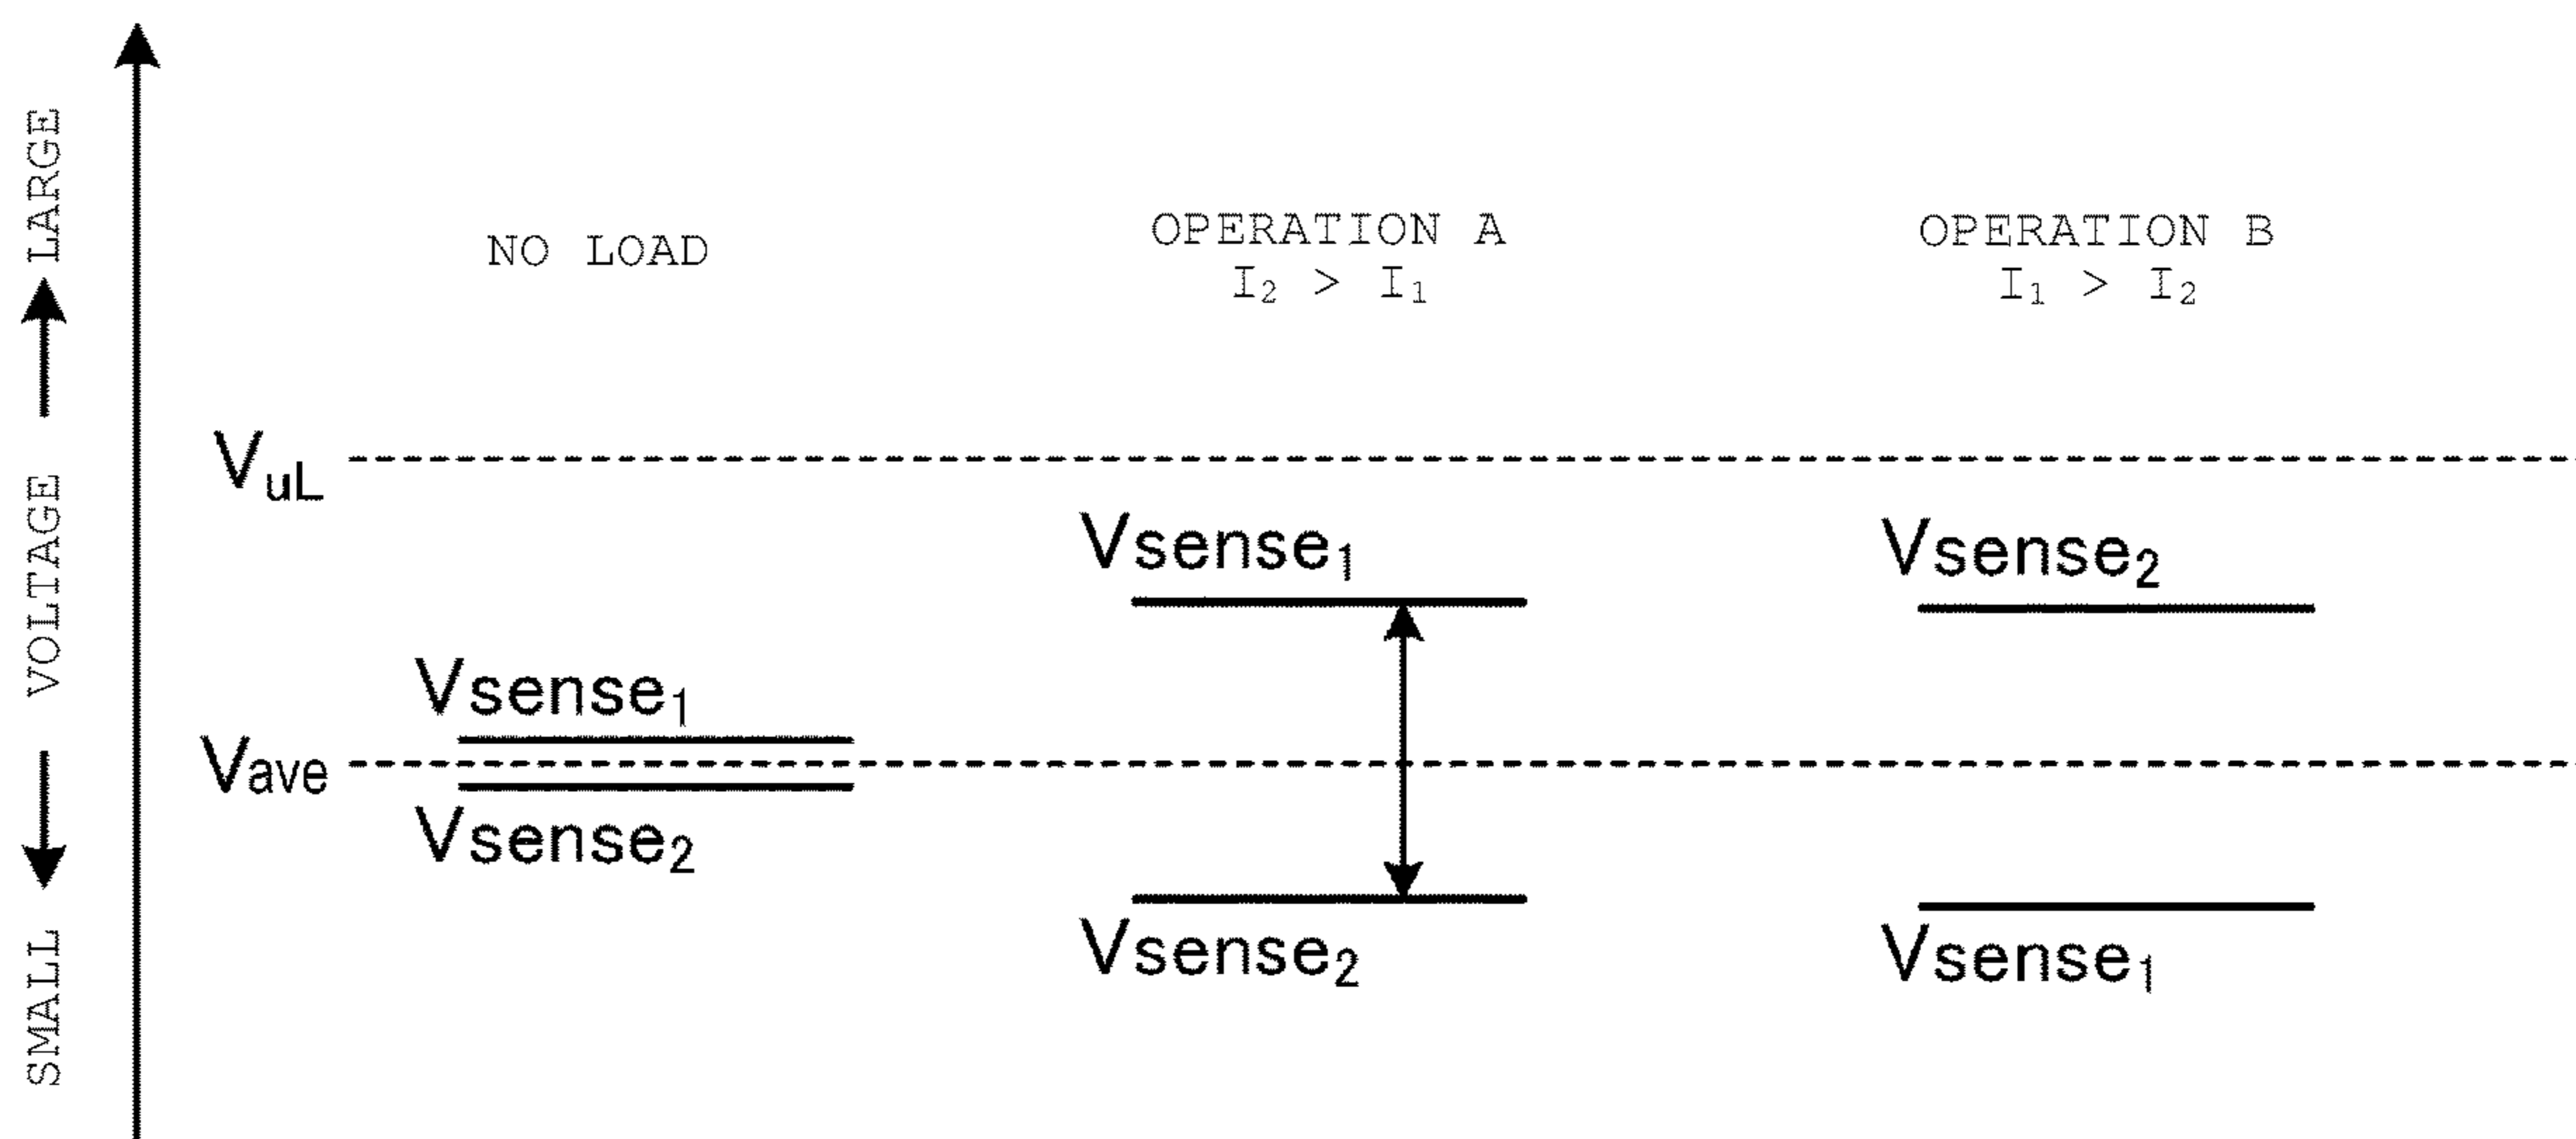 LARGE
VOLTAGE
SMALL
NO LOAD
OPERATION A
I₂ > I₁
OPERATION B
I₁ > I₂
VuL
Vsense₁
Vsense₂
Vsense₁
Vave
Vsense₂
Vsense₂
Vsense₁